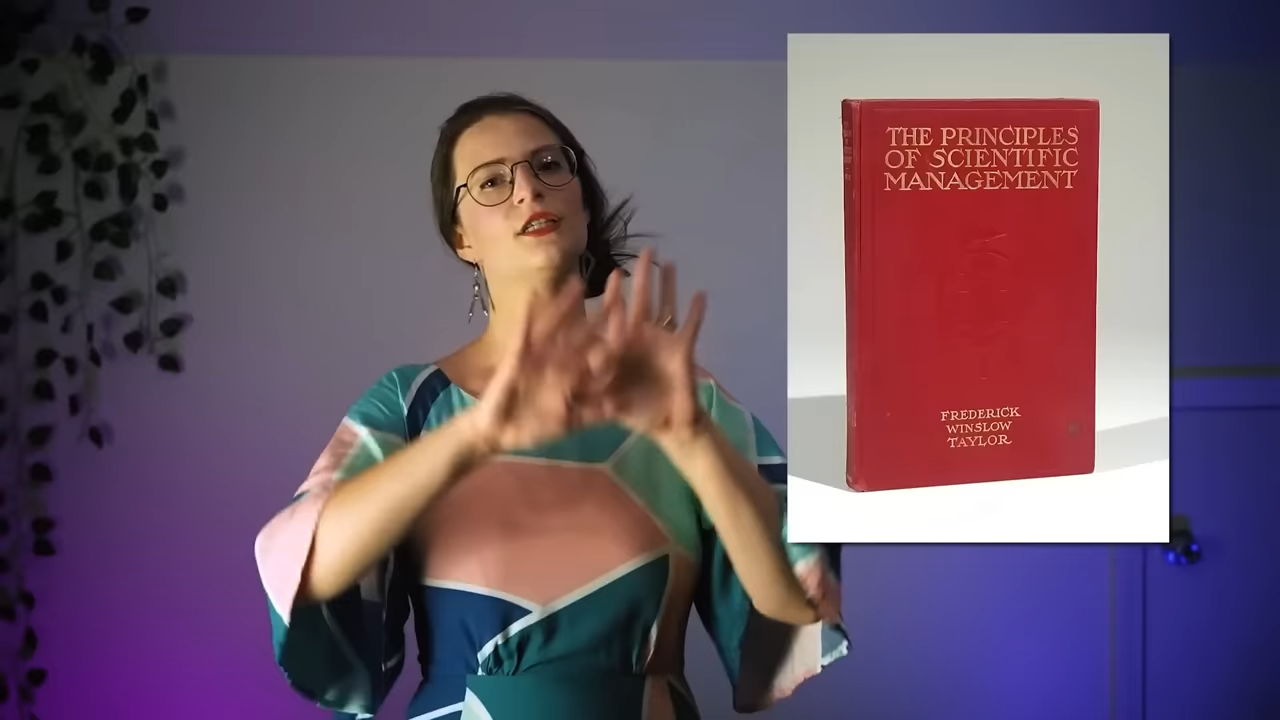 THE PRINCIPLES
OF SCIENTIFIC
MANAGEMENT
FREDERICK
WINSLOW
TAYLOR